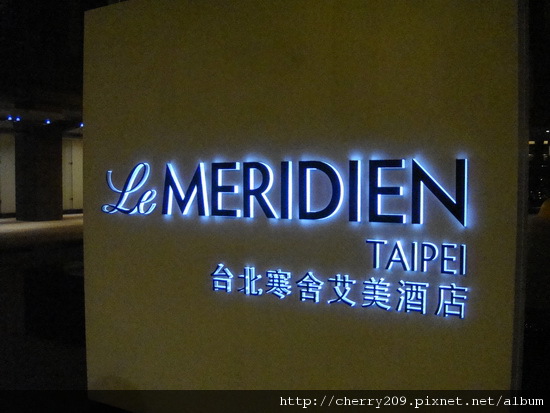 Le MERIDIEN
TAIPEI
台北寒舍艾美酒店
http://cherry209.pixnet.net/album